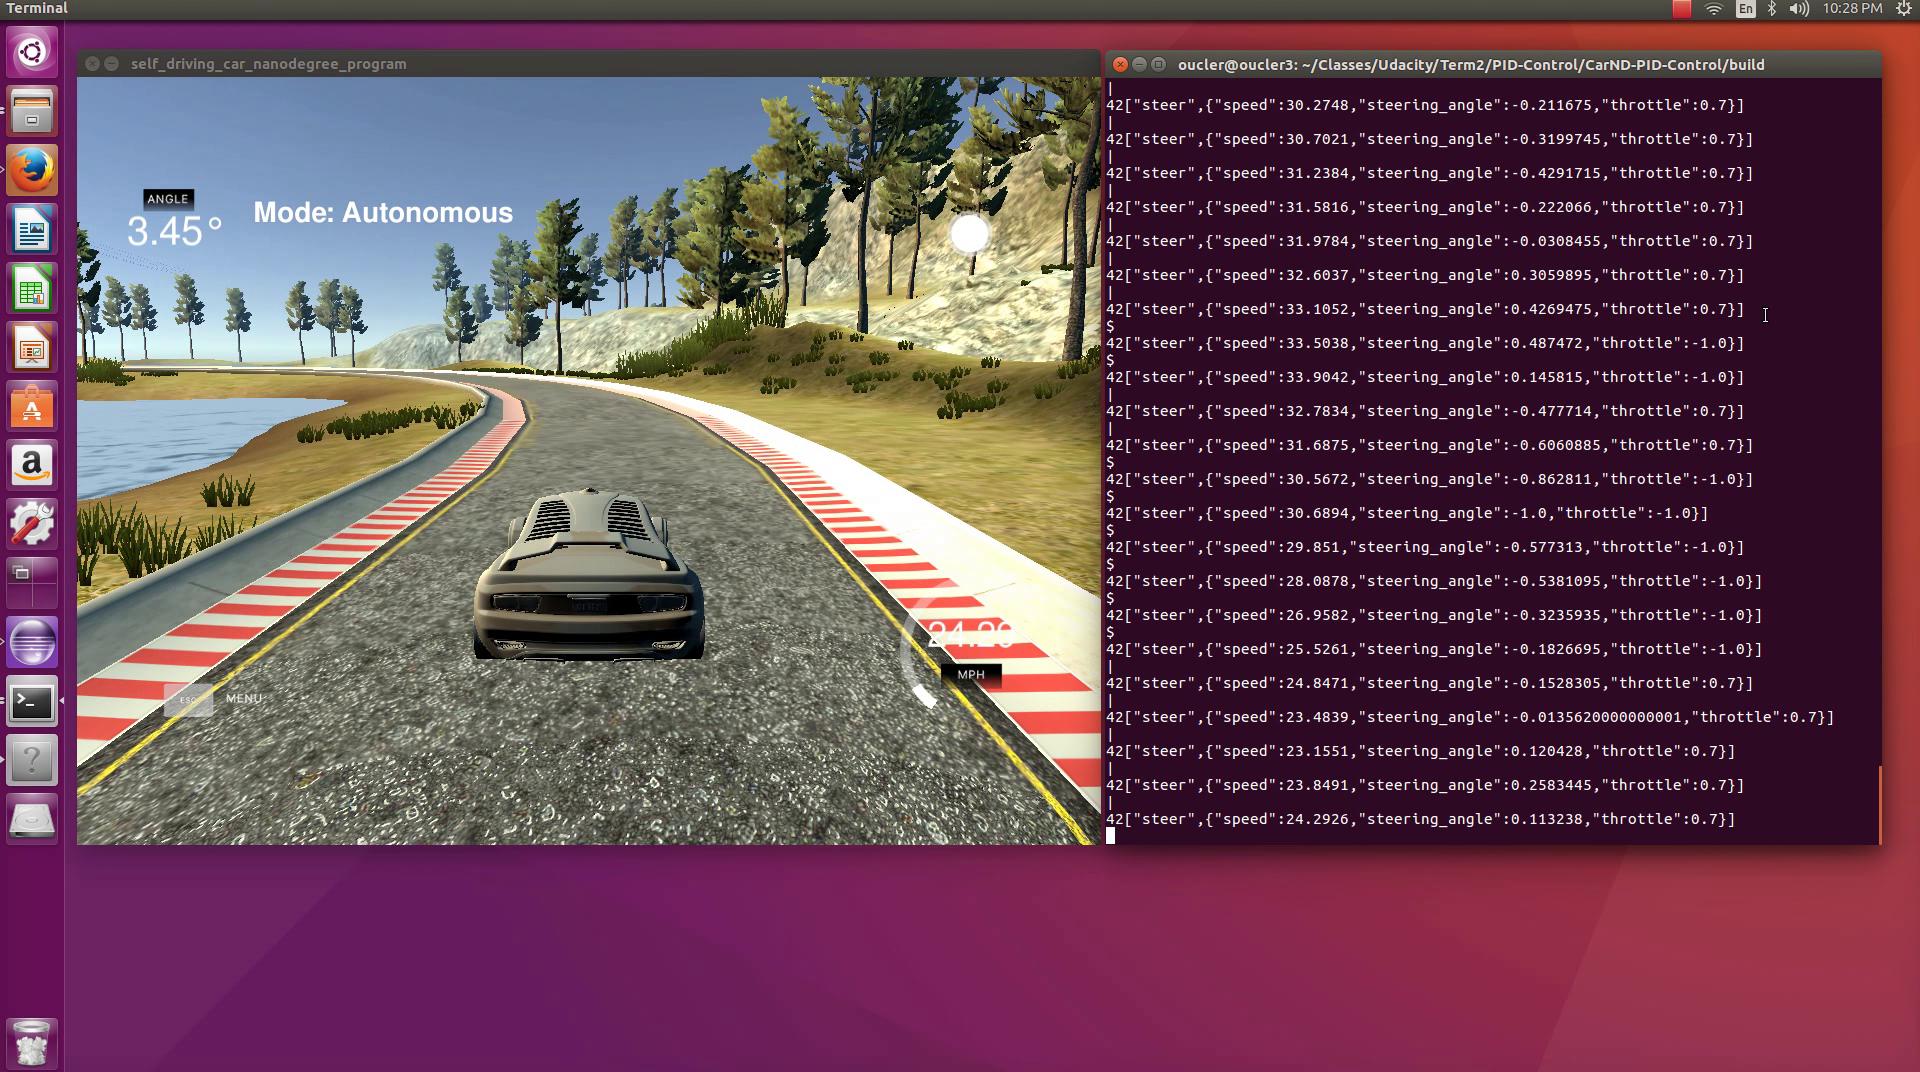 Terminal
En
10:28 PM
self_driving_car_nanodegree_program
ANGLE
3.45°
Mode: Autonomous
24.29
MPH
ESC
MENU
a
oucler@oucler3: ~/Classes/Udacity/Term2/PID-Control/CarND-PID-Control/build
|
42["steer",{"speed":30.2748,"steering_angle":-0.211675,"throttle":0.7}]
|
42["steer",{"speed":30.7021,"steering_angle":-0.3199745,"throttle":0.7}]
|
42["steer",{"speed":31.2384,"steering_angle":-0.4291715,"throttle":0.7}]
|
42["steer",{"speed":31.5816,"steering_angle":-0.222066,"throttle":0.7}]
|
42["steer",{"speed":31.9784,"steering_angle":-0.0308455,"throttle":0.7}]
|
42["steer",{"speed":32.6037,"steering_angle":0.3059895,"throttle":0.7}]
|
42["steer",{"speed":33.1052,"steering_angle":0.4269475,"throttle":0.7}]
$
42["steer",{"speed":33.5038,"steering_angle":0.487472,"throttle":-1.0}]
$
42["steer",{"speed":33.9042,"steering_angle":0.145815,"throttle":-1.0}]
|
42["steer",{"speed":32.7834,"steering_angle":-0.477714,"throttle":0.7}]
|
42["steer",{"speed":31.6875,"steering_angle":-0.6060885,"throttle":0.7}]
$
42["steer",{"speed":30.5672,"steering_angle":-0.862811,"throttle":-1.0}]
$
42["steer",{"speed":30.6894,"steering_angle":-1.0,"throttle":-1.0}]
$
42["steer",{"speed":29.851,"steering_angle":-0.577313,"throttle":-1.0}]
$
42["steer",{"speed":28.0878,"steering_angle":-0.5381095,"throttle":-1.0}]
$
42["steer",{"speed":26.9582,"steering_angle":-0.3235935,"throttle":-1.0}]
$
42["steer",{"speed":25.5261,"steering_angle":-0.1826695,"throttle":-1.0}]
|
42["steer",{"speed":24.8471,"steering_angle":-0.1528305,"throttle":0.7}]
|
42["steer",{"speed":23.4839,"steering_angle":-0.0135620000000001,"throttle":0.7}]
|
42["steer",{"speed":23.1551,"steering_angle":0.120428,"throttle":0.7}]
|
42["steer",{"speed":23.8491,"steering_angle":0.2583445,"throttle":0.7}]
|
42["steer",{"speed":24.2926,"steering_angle":0.113238,"throttle":0.7}]